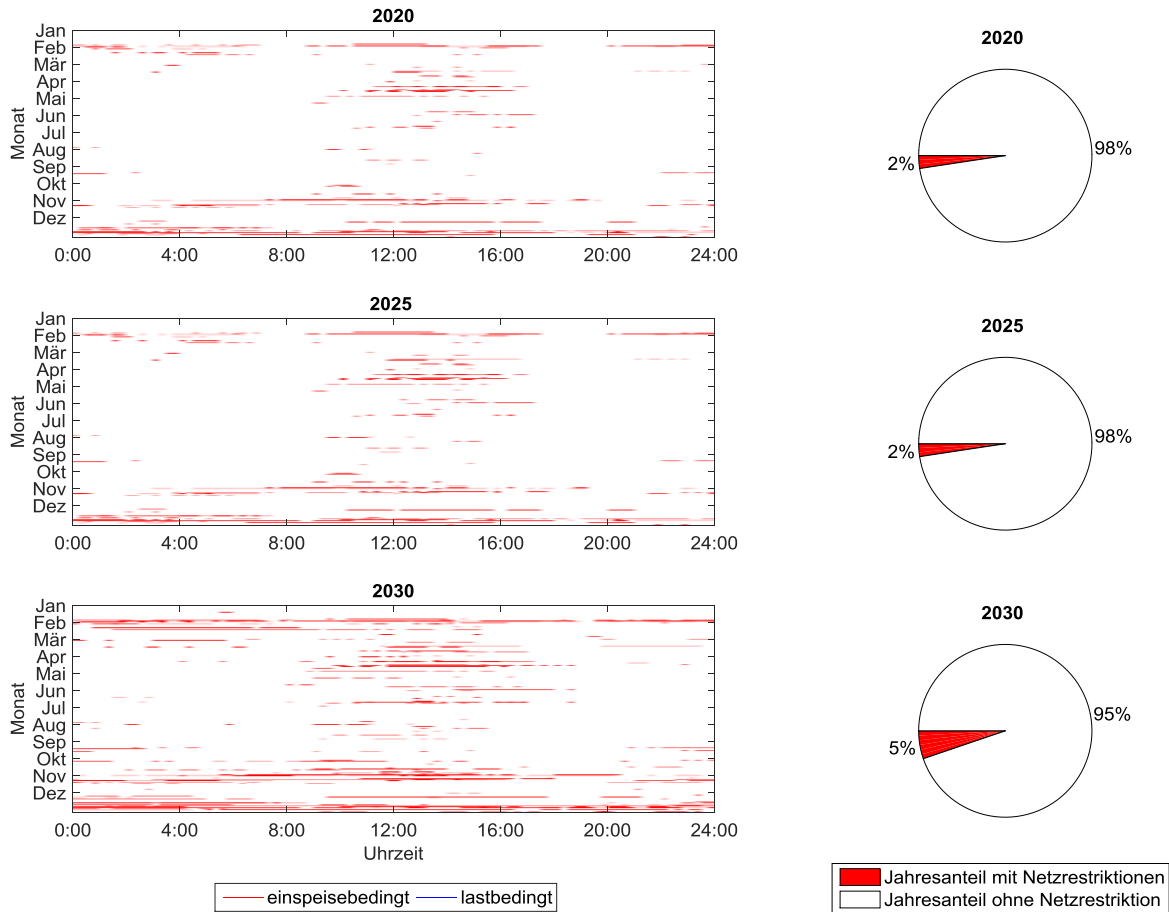 2020
Jan
Feb
Mär
Apr
Mai
Jun
Jul
Aug
Sep
Okt
Nov
Dez
Monat
0:00 4:00 8:00 12:00 16:00 20:00 24:00
2020
2%
98%
2025
Jan
Feb
Mär
Apr
Mai
Jun
Jul
Aug
Sep
Okt
Nov
Dez
Monat
0:00 4:00 8:00 12:00 16:00 20:00 24:00
2025
2%
98%
2030
Jan
Feb
Mär
Apr
Mai
Jun
Jul
Aug
Sep
Okt
Nov
Dez
Monat
0:00 4:00 8:00 12:00 16:00 20:00 24:00
Uhrzeit
2030
5%
95%
einspeisebedingt lastbedingt
Jahresanteil mit Netzrestriktionen
Jahresanteil ohne Netzrestriktion